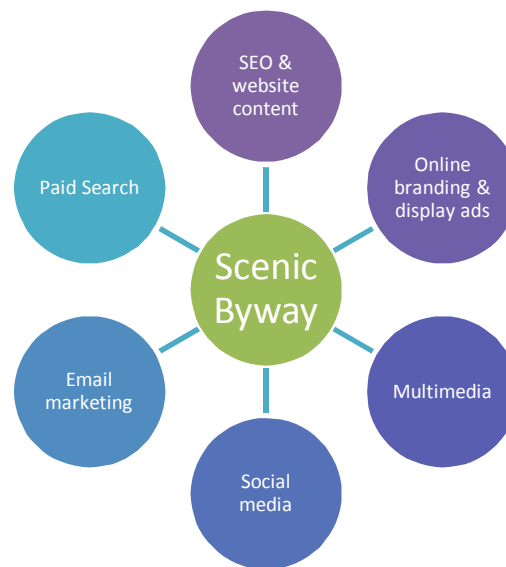 SEO &
website
content
Online
branding &
display ads
Multimedia
Social
media
Email
marketing
Paid Search
Scenic
Byway